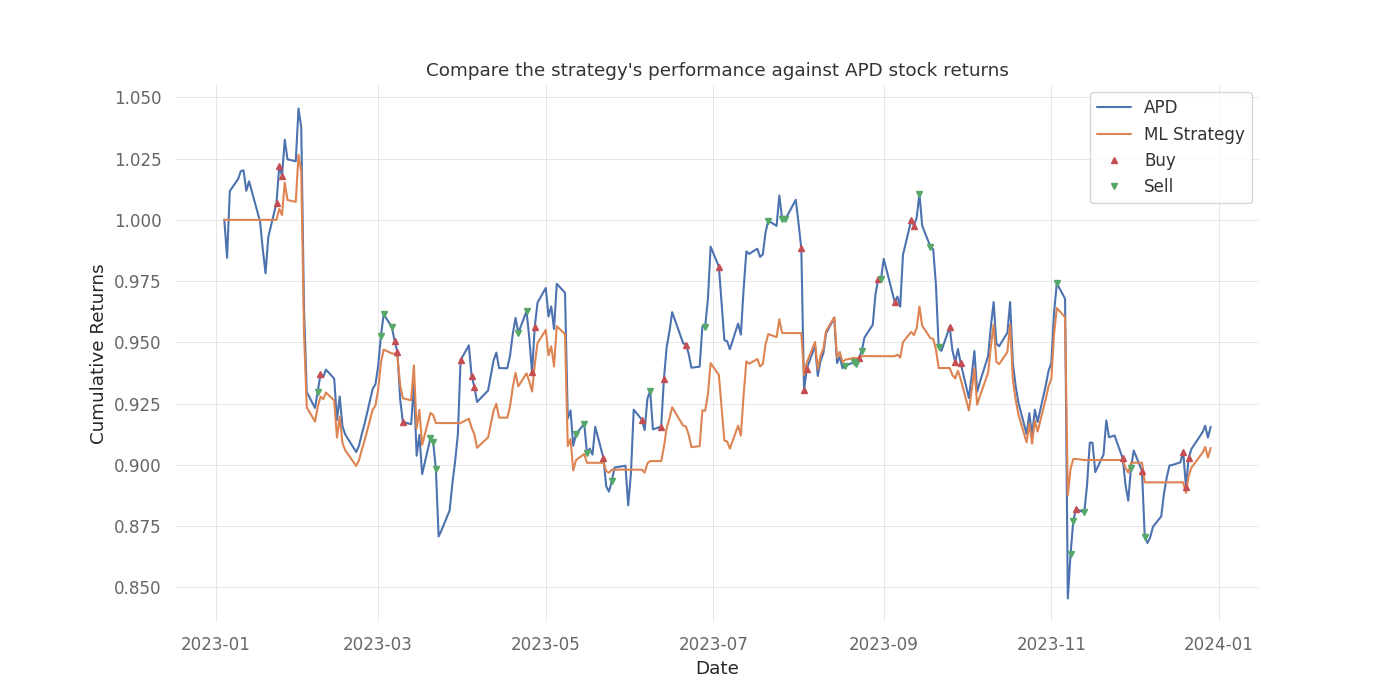 Compare the strategy's performance against APD stock returns
1.050
1.025
1.000
0.975
0.950
0.925
0.900
0.875
0.850
Cumulative Returns
APD
ML Strategy
Buy
Sell
2023-01
2023-03
2023-05
2023-07
2023-09
2023-11
2024-01
Date